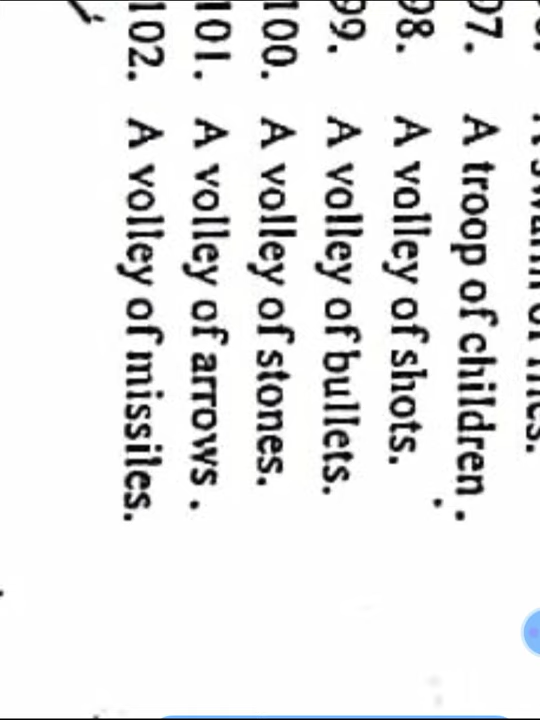 97. A troop of children.
98. A volley of shots.
99. A volley of bullets.
100. A volley of stones.
101. A volley of arrows.
102. A volley of missiles.